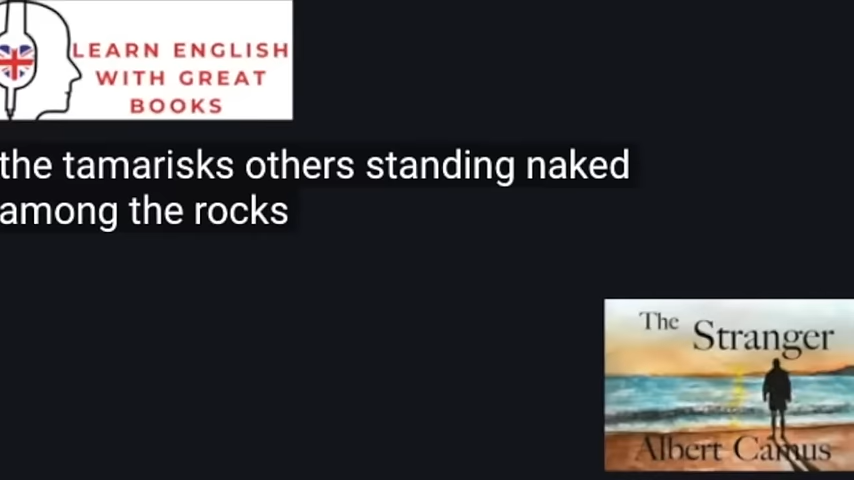 LEARN ENGLISH
WITH GREAT
BOOKS
the tamarisks others standing naked
among the rocks
The Stranger
Albert Camus